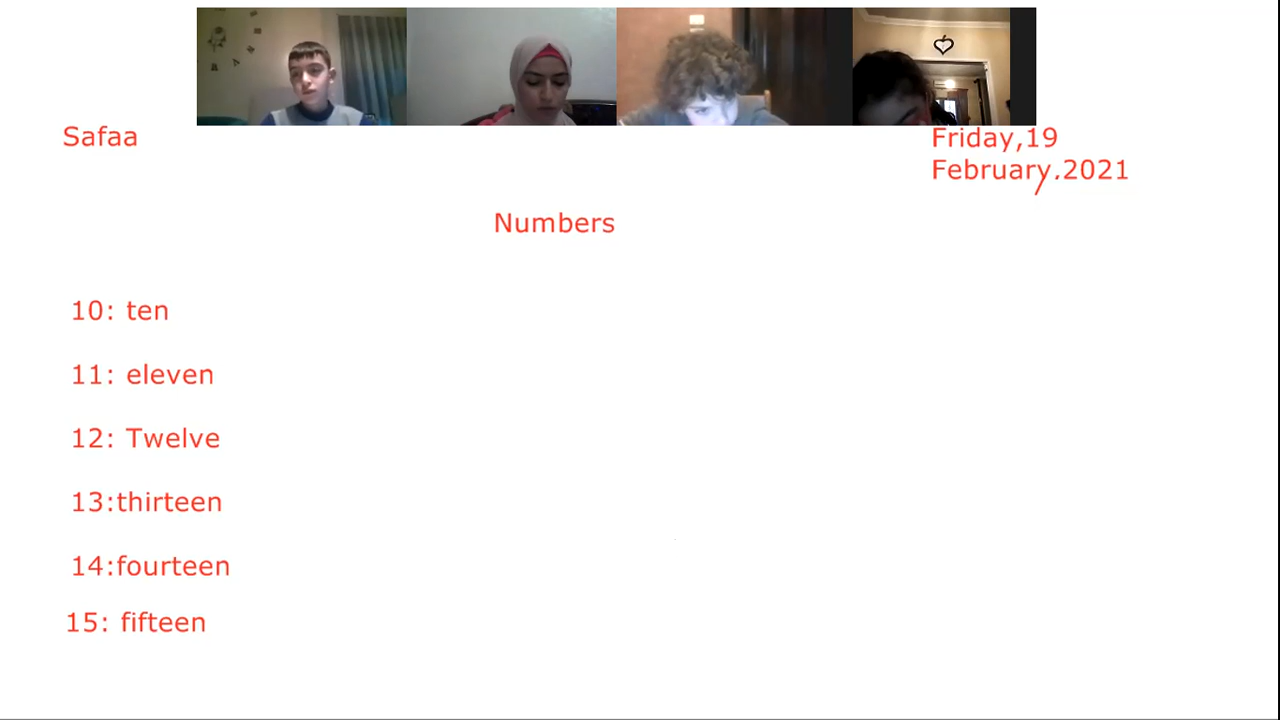 Safaa
Friday,19
February.2021
Numbers
10: ten
11: eleven
12: Twelve
13:thirteen
14:fourteen
15: fifteen